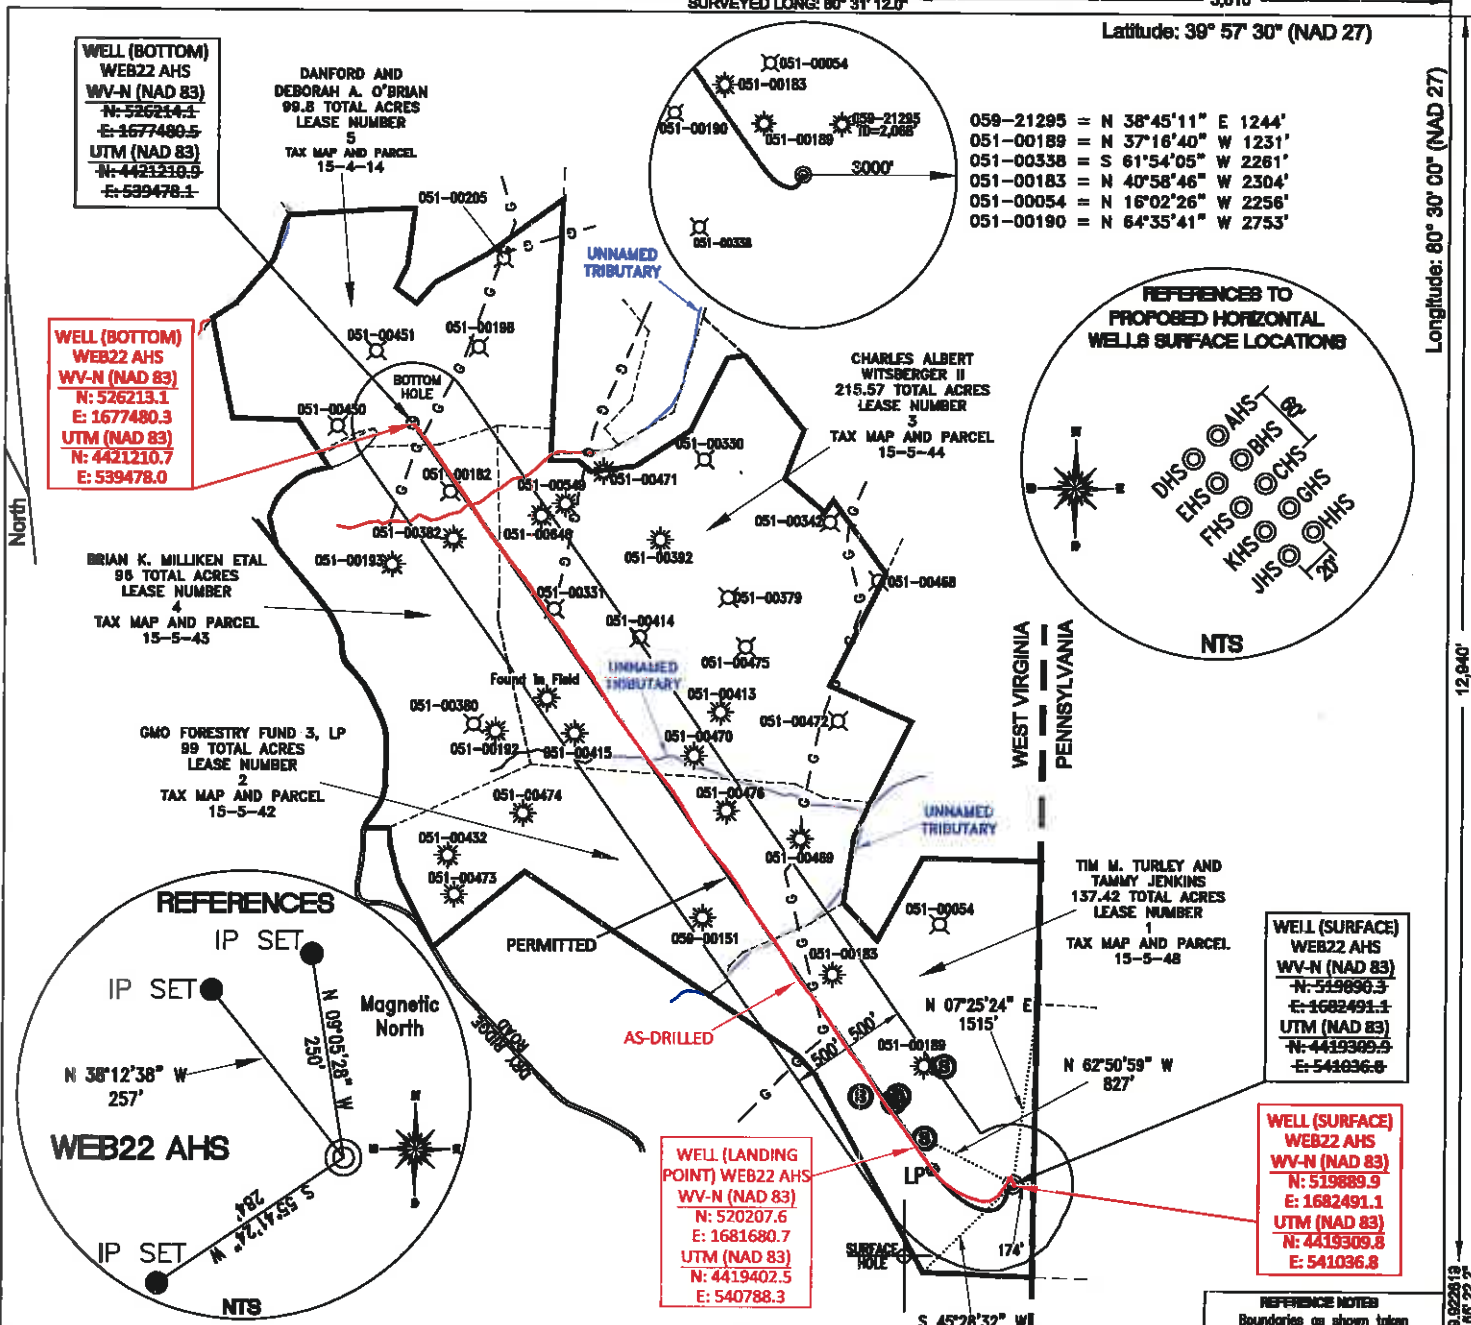 SURVEYED LONG: 80° 31' 12.0"
Latitude: 39° 57' 30" (NAD 27)
Longitude: 80° 30' 00" (NAD 27)
12,940'
WELL (BOTTOM)
WEB22 AHS
WV-N (NAD 83)
N: 526214.1
E: 1677480.5
UTM (NAD 83)
N: 4421210.9
E: 539478.1
DANFORD AND
DEBORAH A. O'BRIAN
99.8 TOTAL ACRES
LEASE NUMBER
5
TAX MAP AND PARCEL
15-4-14
051-00054
051-00183
051-00190
051-00189
059-21295
TD=2,068'
3000'
051-00338
059-21295 = N 38°45'11" E 1244'
051-00189 = N 37°16'40" W 1231'
051-00338 = S 61°54'05" W 2261'
051-00183 = N 40°58'46" W 2304'
051-00054 = N 16°02'26" W 2256'
051-00190 = N 64°35'41" W 2753'
051-00205
UNNAMED
TRIBUTARY
REFERENCES TO
PROPOSED HORIZONTAL
WELLS SURFACE LOCATIONS
AHS
BHS
CHS
GHS
HHS
DHS
EHS
FHS
KHS
JHS
60'
20'
NTS
WELL (BOTTOM)
WEB22 AHS
WV-N (NAD 83)
N: 526213.1
E: 1677480.3
UTM (NAD 83)
N: 4421210.7
E: 539478.0
051-00451
051-00198
BOTTOM
HOLE
051-00450
CHARLES ALBERT
WITSBERGER II
215.57 TOTAL ACRES
LEASE NUMBER
3
TAX MAP AND PARCEL
15-5-44
051-00330
051-00182
051-00549
051-00471
051-00382
051-00646
051-00342
051-00392
051-00193
051-00468
North
BRIAN K. MILLIKEN ETAL
96 TOTAL ACRES
LEASE NUMBER
4
TAX MAP AND PARCEL
15-5-43
051-00331
051-00379
051-00414
051-00475
WEST VIRGINIA
PENNSYLVANIA
UNNAMED
TRIBUTARY
Found In Field
051-00413
051-00380
051-00472
051-00192
051-00415
051-00470
GMO FORESTRY FUND 3, LP
99 TOTAL ACRES
LEASE NUMBER
2
TAX MAP AND PARCEL
15-5-42
051-00474
051-00476
UNNAMED
TRIBUTARY
051-00432
051-00469
051-00473
TIM M. TURLEY AND
TAMMY JENKINS
137.42 TOTAL ACRES
LEASE NUMBER
1
TAX MAP AND PARCEL
15-5-48
REFERENCES
IP SET
IP SET
Magnetic
North
N 09°05'28" W
250'
N 38°12'38" W
257'
WEB22 AHS
S 55°41'24" W
284'
IP SET
NTS
PERMITTED
059-00151
051-00054
051-00183
WELL (SURFACE)
WEB22 AHS
WV-N (NAD 83)
N: 519890.3
E: 1682491.1
UTM (NAD 83)
N: 4419309.9
E: 541036.8
N 07°25'24" E
1515'
AS-DRILLED
500'
500'
051-00189
N 62°50'59" W
827'
DRY RIDGE
ROAD
WELL (LANDING
POINT) WEB22 AHS
WV-N (NAD 83)
N: 520207.6
E: 1681680.7
UTM (NAD 83)
N: 4419402.5
E: 540788.3
LP
WELL (SURFACE)
WEB22 AHS
WV-N (NAD 83)
N: 519889.9
E: 1682491.1
UTM (NAD 83)
N: 4419309.8
E: 541036.8
SURFACE
HOLE
174'
S 45°28'32" W
REFERENCE NOTES
Boundaries as shown taken